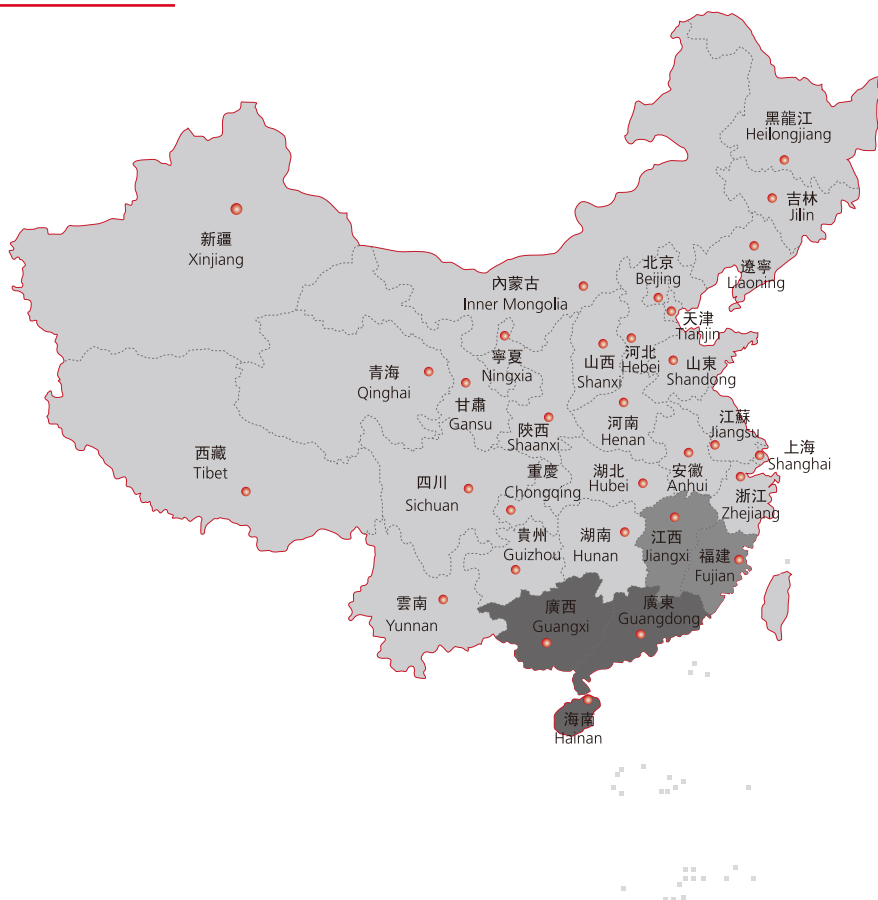 黑龍江
Heilongjiang
吉林
Jilin
新疆
Xinjiang
遼寧
Liaoning
北京
Beijing
內蒙古
Inner Mongolia
天津
Tianjin
寧夏
Ningxia
山西
Shanxi
河北
Hebei
山東
Shandong
青海
Qinghai
甘肅
Gansu
陝西
Shaanxi
河南
Henan
江蘇
Jiangsu
上海
Shanghai
西藏
Tibet
四川
Sichuan
重慶
Chongqing
湖北
Hubei
安徽
Anhui
浙江
Zhejiang
貴州
Guizhou
湖南
Hunan
江西
Jiangxi
福建
Fujian
雲南
Yunnan
廣西
Guangxi
廣東
Guangdong
海南
Hainan